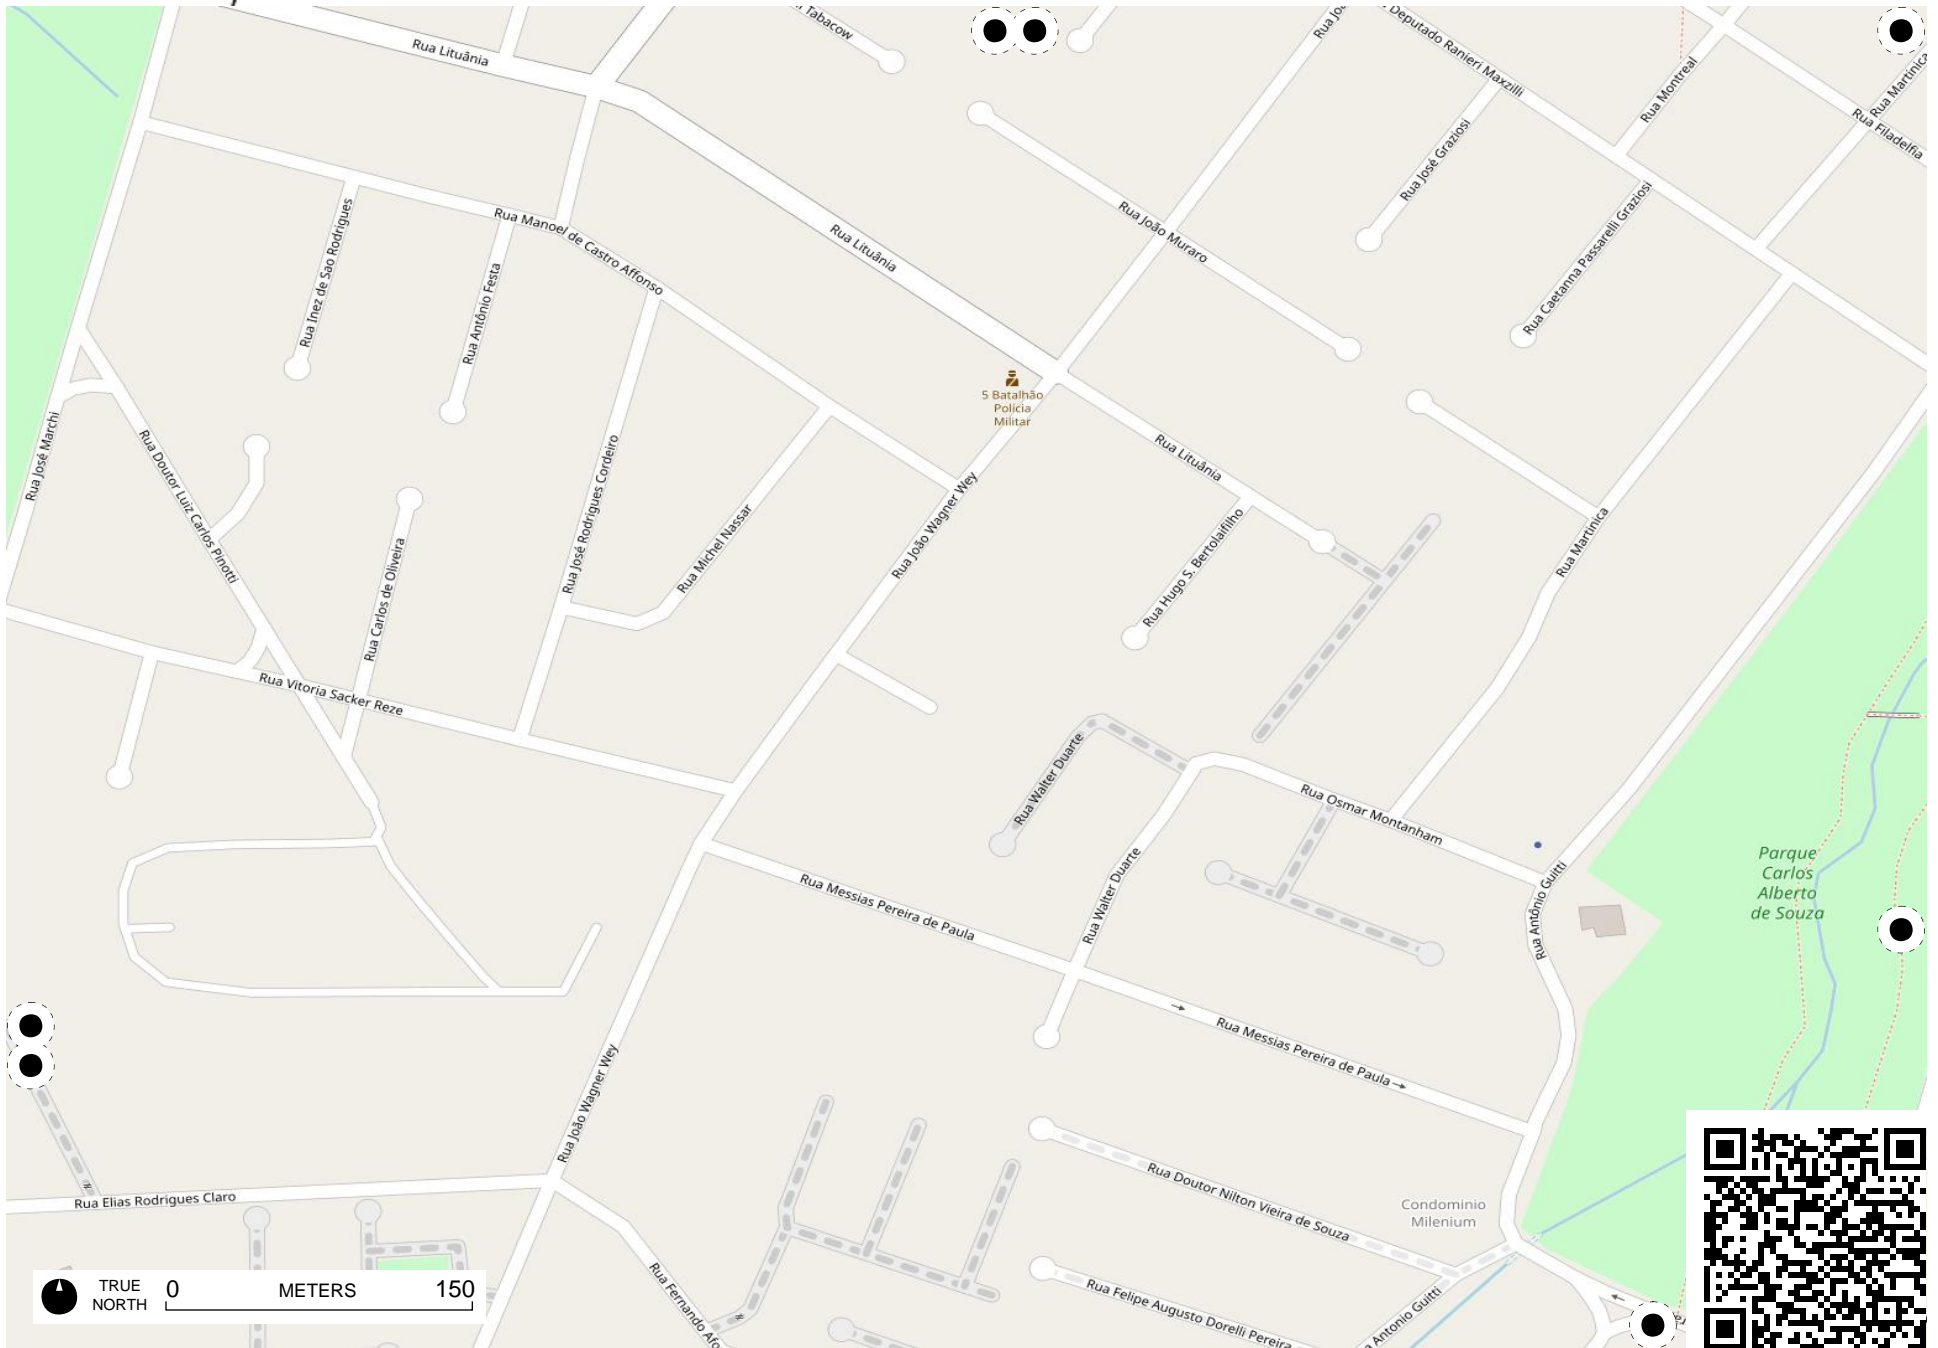 Tabacow
Rua Lituânia
Deputado Ranieri Maxzilli
Rua Montreal
Rua Martinica
Rua Filadelfia
Rua José Graziosi
Rua Caetanna Passarelli Graziosi
Rua João Muraro
Rua Lituânia
Rua Manoel de Castro Affonso
Rua Inez de Sao Rodrigues
Rua Antônio Festa
5 Batalhão
Polícia
Militar
Rua José Marchi
Rua Doutor Luiz Carlos Pinotti
Rua José Rodrigues Cordeiro
Rua Michel Nassar
Rua João Wagner Wey
Rua Lituânia
Rua Hugo S. Bertolaifilho
Rua Martinica
Rua Carlos de Oliveira
Rua Vitoria Sacker Reze
Rua Walter Duarte
Rua Osmar Montanham
Rua Walter Duarte
Rua Antônio Guitti
Parque
Carlos
Alberto
de Souza
Rua Messias Pereira de Paula
Rua Messias Pereira de Paula
Rua João Wagner Wey
Rua Elias Rodrigues Claro
Rua Doutor Nilton Vieira de Souza
Condominio
Milenium
Rua Fernando Afo
Rua Felipe Augusto Dorelli Pereira
Antonio Guitti
TRUE
NORTH
0 METERS 150